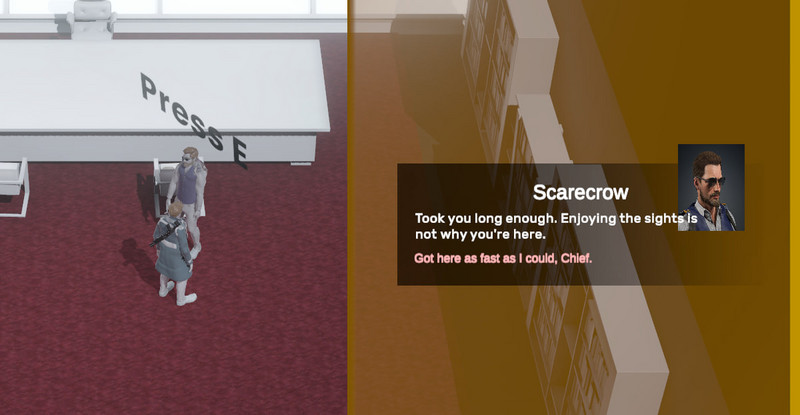 Press E
Scarecrow
Took you long enough. Enjoying the sights is
not why you're here.
Got here as fast as I could, Chief.